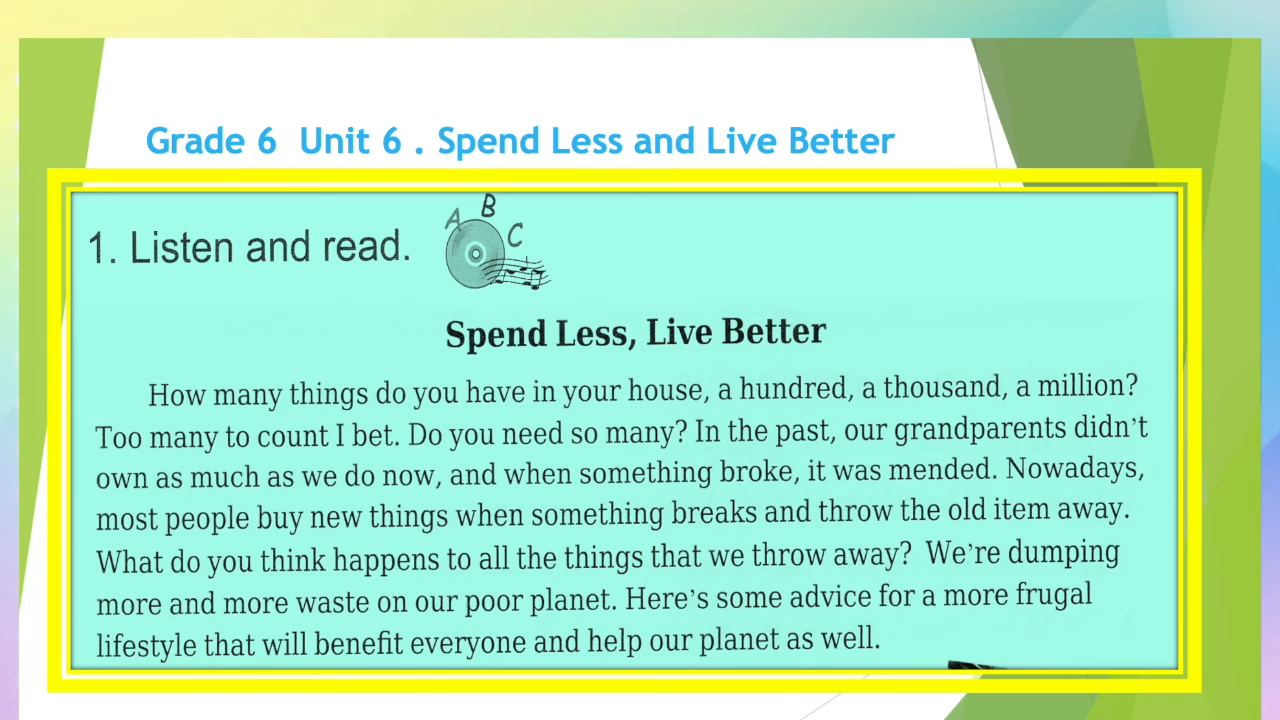 Grade 6 Unit 6 . Spend Less and Live Better
A B C
1. Listen and read.
Spend Less, Live Better
How many things do you have in your house, a hundred, a thousand, a million?
Too many to count I bet. Do you need so many? In the past, our grandparents didn't
own as much as we do now, and when something broke, it was mended. Nowadays,
most people buy new things when something breaks and throw the old item away.
What do you think happens to all the things that we throw away? We're dumping
more and more waste on our poor planet. Here's some advice for a more frugal
lifestyle that will benefit everyone and help our planet as well.